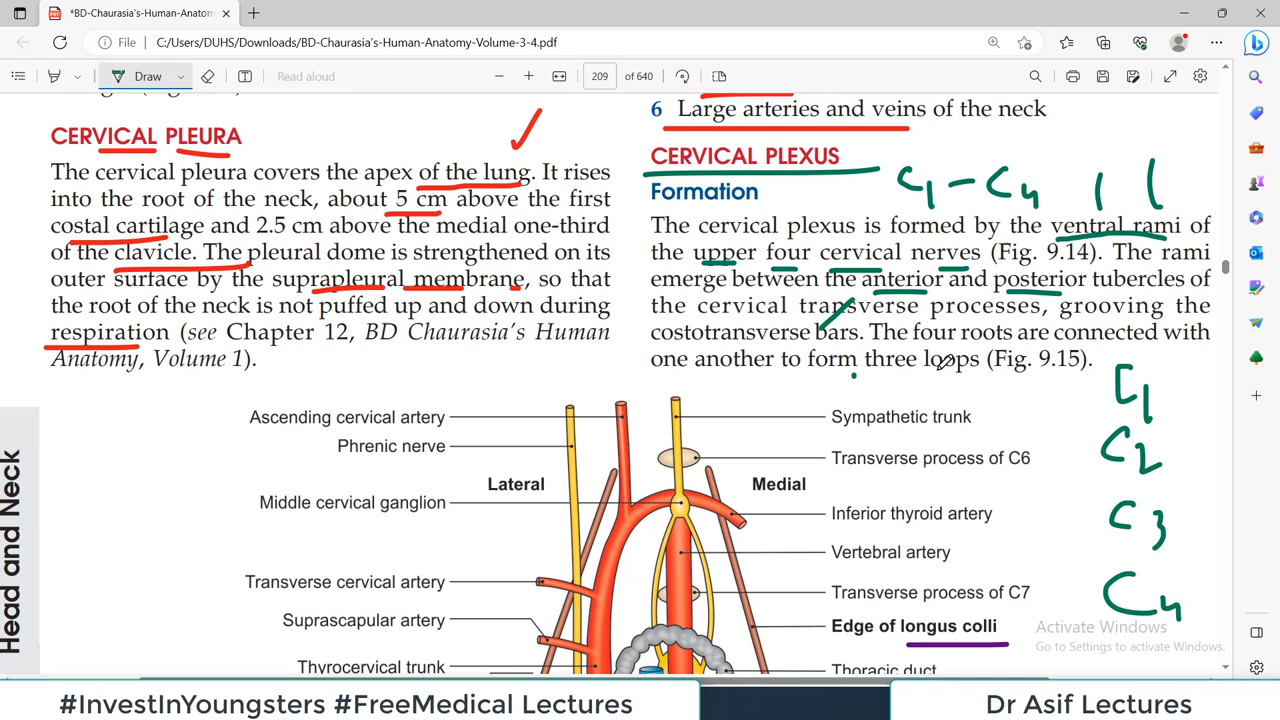 *BD-Chaurasia's-Human-Anatomy-
File
C:/Users/DUHS/Downloads/BD-Chaurasia's-Human-Anatomy-Volume-3-4.pdf
Draw
Read aloud
209
of 640
CERVICAL PLEURA
The cervical pleura covers the apex of the lung. It rises
into the root of the neck, about 5 cm above the first
costal cartilage and 2.5 cm above the medial one-third
of the clavicle. The pleural dome is strengthened on its
outer surface by the suprapleural membrane, so that
the root of the neck is not puffed up and down during
respiration (see Chapter 12, BD Chaurasia's Human
Anatomy, Volume 1).
6 Large arteries and veins of the neck
CERVICAL PLEXUS
Formation
C1 – C4
The cervical plexus is formed by the ventral rami of
the upper four cervical nerves (Fig. 9.14). The rami
emerge between the anterior and posterior tubercles
of the cervical transverse processes, grooving the
costotransverse bars. The four roots are connected with
one another to form three loops (Fig. 9.15).
C1
C2
C3
C4
Ascending cervical artery
Phrenic nerve
Lateral
Middle cervical ganglion
Transverse cervical artery
Suprascapular artery
Thyrocervical trunk
Sympathetic trunk
Transverse process of C6
Medial
Inferior thyroid artery
Vertebral artery
Transverse process of C7
Edge of longus colli
Thoracic duct
Head and Neck
Activate Windows
Go to Settings to activate Windows.
#InvestInYoungsters #FreeMedical Lectures
Dr Asif Lectures